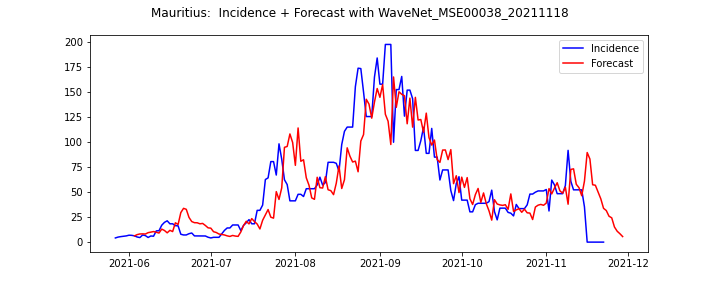 Mauritius:  Incidence + Forecast with WaveNet_MSE00038_20211118
Incidence
Forecast
200
175
150
125
100
75
50
25
0
2021-06 2021-07 2021-08 2021-09 2021-10 2021-11 2021-12